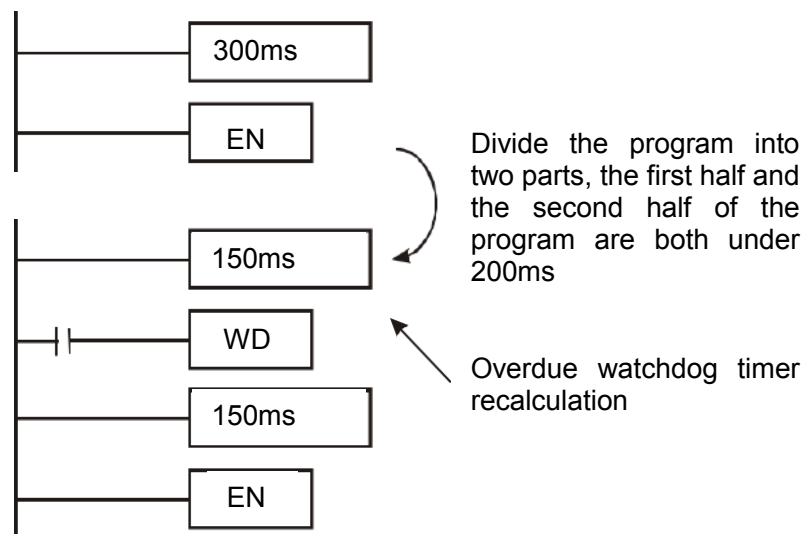 300ms
EN
Divide the program into
two parts, the first half and
the second half of the
program are both under
200ms
150ms
WD
Overdue watchdog timer
recalculation
150ms
EN